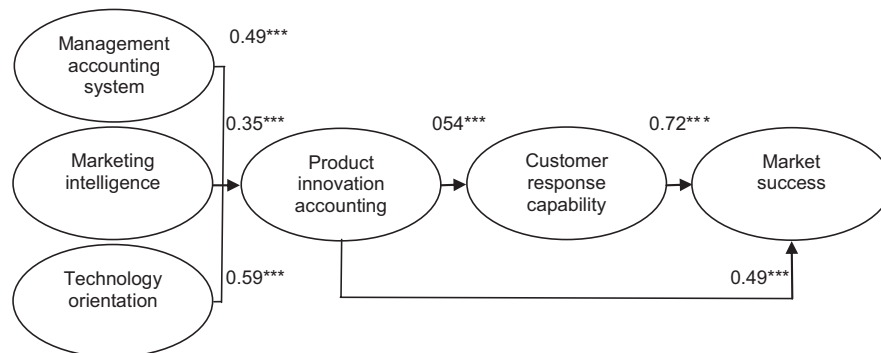 0.49***
Management
accounting
system
0.35***
054***
0.72***
Marketing
intelligence
Product
innovation
accounting
Customer
response
capability
Market
success
0.59***
0.49***
Technology
orientation